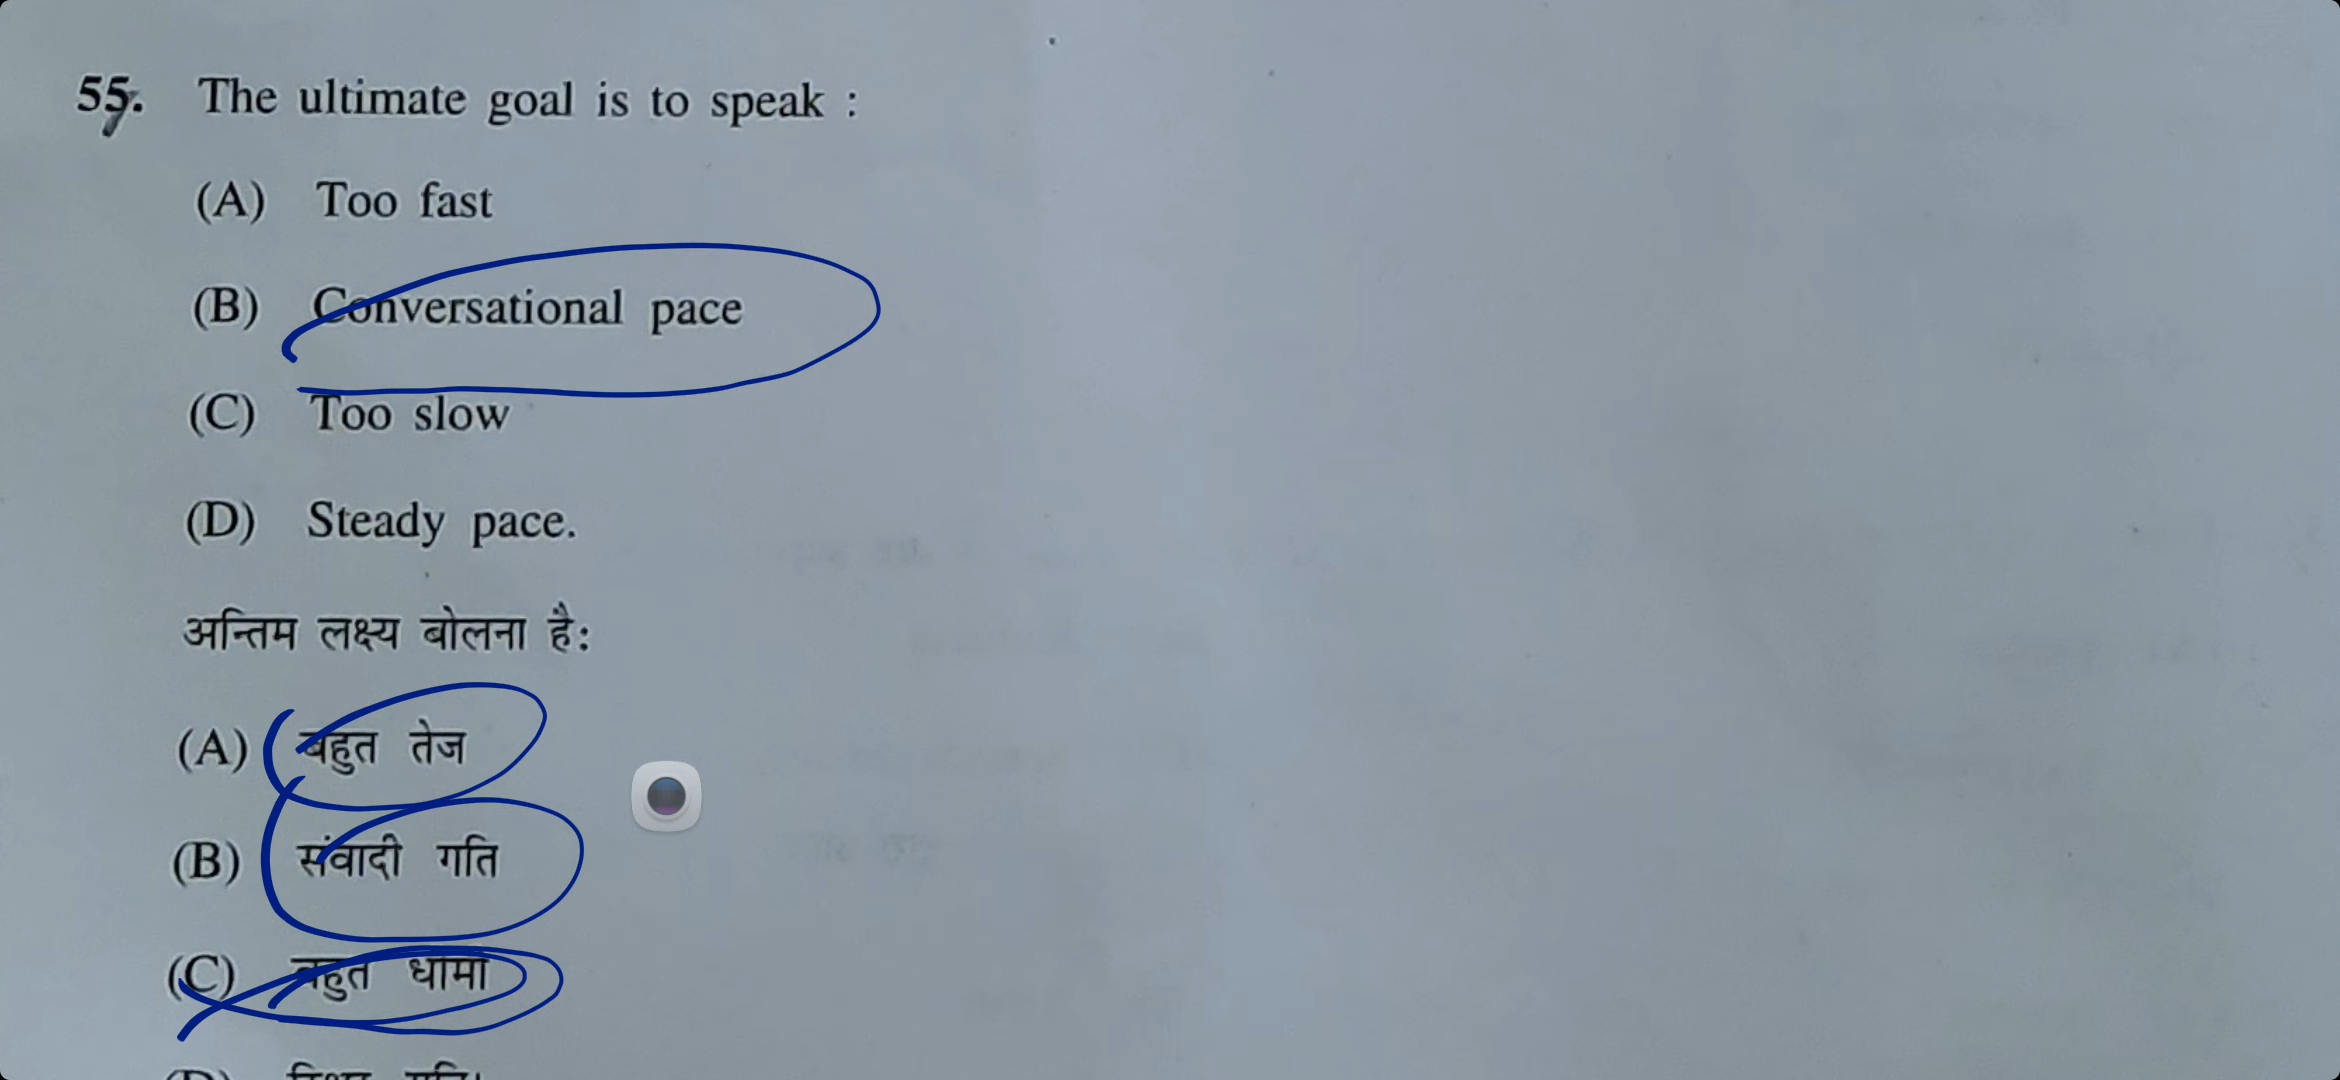 55. The ultimate goal is to speak :
(A) Too fast
(B) Conversational pace
(C) Too slow
(D) Steady pace.
अन्तिम लक्ष्य बोलना है:
(A) बहुत तेज
(B) संवादी गति
(C) बहुत धीमा
(D)